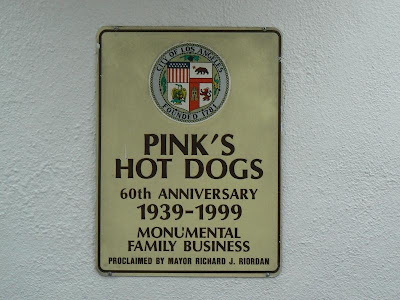 CITY OF LOS ANGELES
FOUNDED 1781
PINK'S
HOT DOGS
60th ANNIVERSARY
1939-1999
MONUMENTAL
FAMILY BUSINESS
PROCLAIMED BY MAYOR RICHARD J. RIORDAN